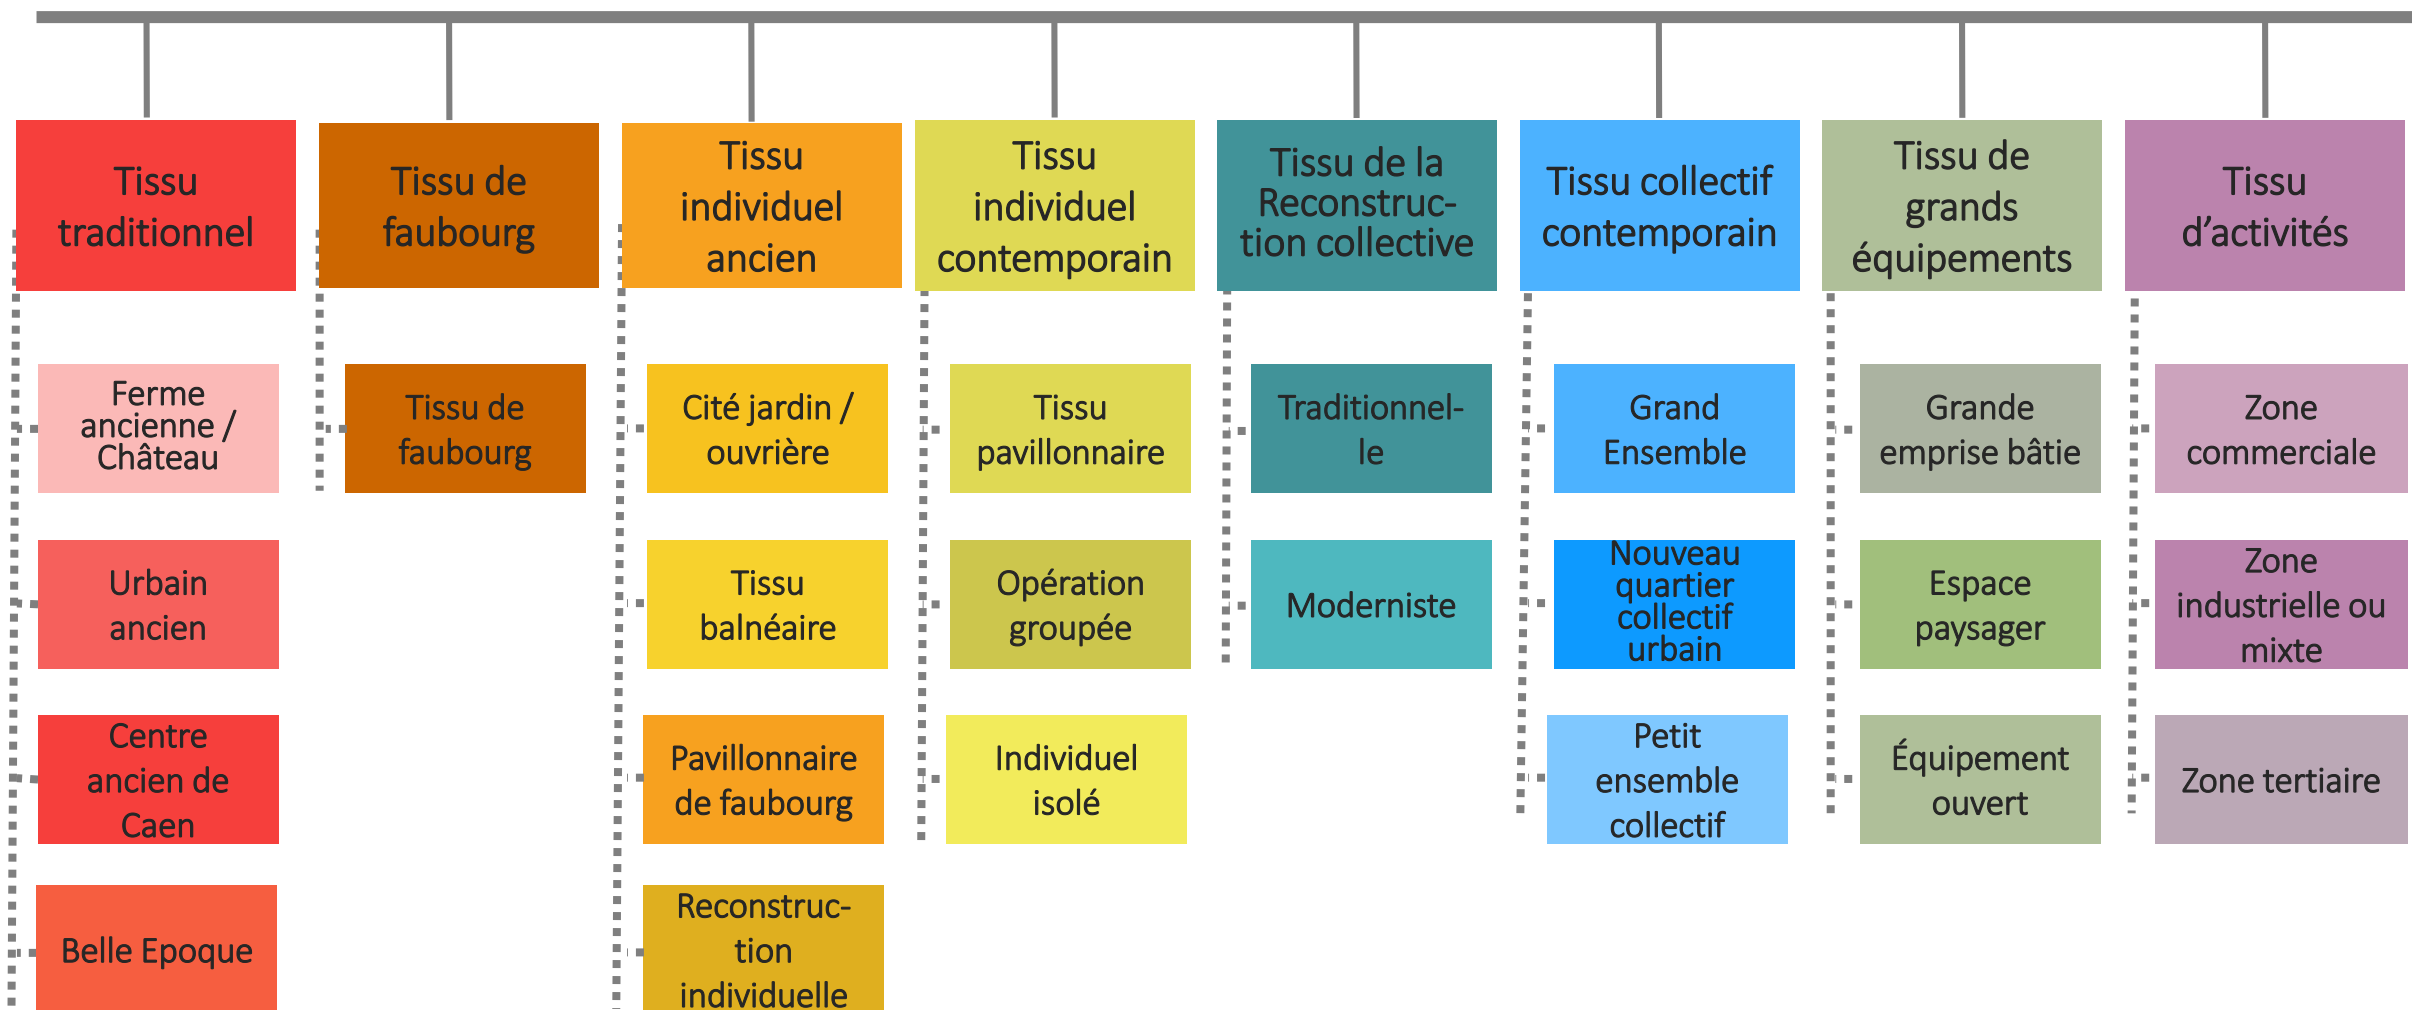 Tissu
traditionnel
Tissu de
faubourg
Tissu
individuel
ancien
Tissu
individuel
contemporain
Tissu de la
Reconstruc-
tion collective
Tissu collectif
contemporain
Tissu de
grands
équipements
Tissu
d’activités
Ferme
ancienne /
Château
Tissu de
faubourg
Cité jardin /
ouvrière
Tissu
pavillonnaire
Traditionnel-
le
Grand
Ensemble
Grande
emprise bâtie
Zone
commerciale
Urbain
ancien
Tissu
balnéaire
Opération
groupée
Moderniste
Nouveau
quartier
collectif
urbain
Espace
paysager
Zone
industrielle ou
mixte
Centre
ancien de
Caen
Pavillonnaire
de faubourg
Individuel
isolé
Petit
ensemble
collectif
Équipement
ouvert
Zone tertiaire
Belle Epoque
Reconstruc-
tion
individuelle